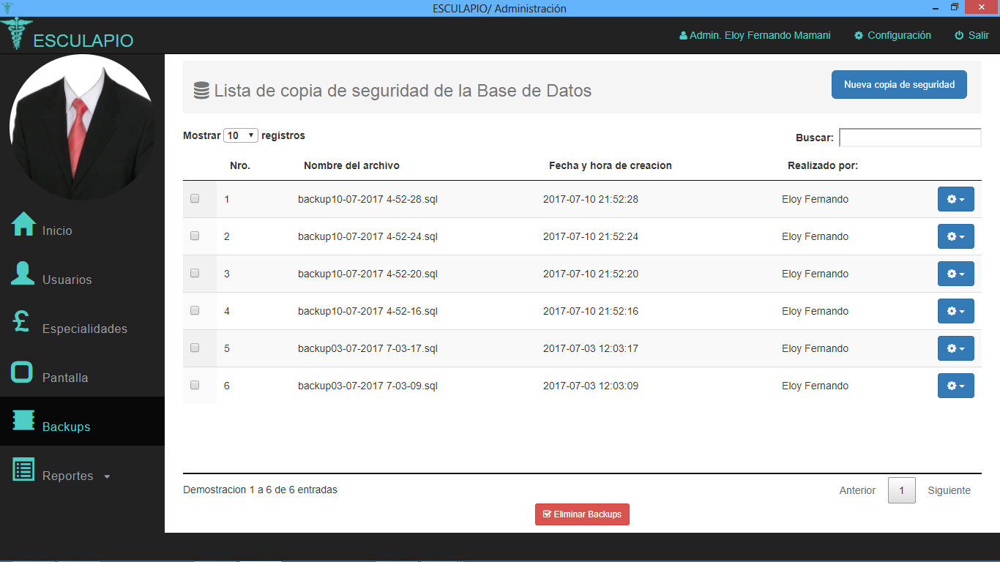 ESCULAPIO/ Administración
ESCULAPIO
Admin. Eloy Fernando Mamani Configuración Salir
Lista de copia de seguridad de la Base de Datos
Nueva copia de seguridad
Mostrar 10 registros
Buscar:
Nro. Nombre del archivo Fecha y hora de creacion Realizado por:
1 backup10-07-2017 4-52-28.sql 2017-07-10 21:52:28 Eloy Fernando
2 backup10-07-2017 4-52-24.sql 2017-07-10 21:52:24 Eloy Fernando
3 backup10-07-2017 4-52-20.sql 2017-07-10 21:52:20 Eloy Fernando
4 backup10-07-2017 4-52-16.sql 2017-07-10 21:52:16 Eloy Fernando
5 backup03-07-2017 7-03-17.sql 2017-07-03 12:03:17 Eloy Fernando
6 backup03-07-2017 7-03-09.sql 2017-07-03 12:03:09 Eloy Fernando
Inicio
Usuarios
Especialidades
Pantalla
Backups
Reportes
Demostracion 1 a 6 de 6 entradas
Anterior 1 Siguiente
Eliminar Backups